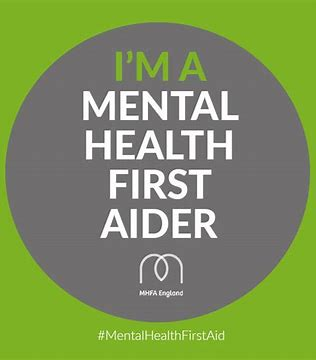 I'M A
MENTAL
HEALTH
FIRST
AIDER
MHFA England
#MentalHealthFirstAid